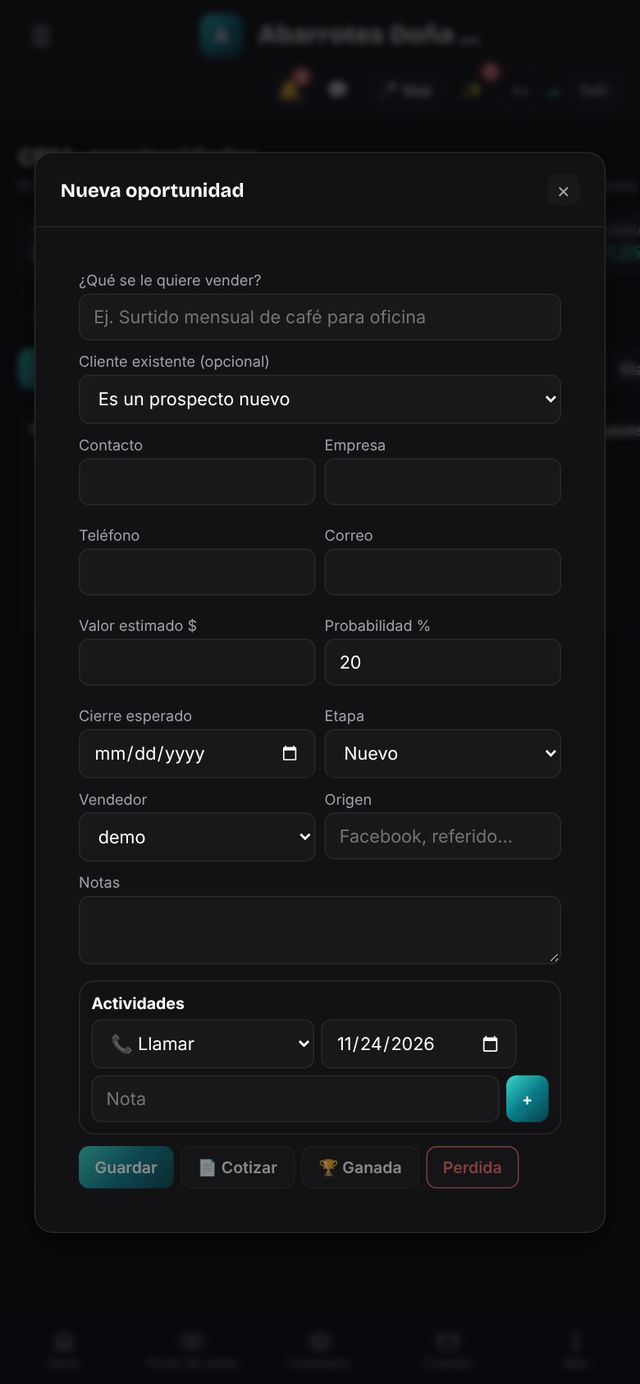 Abarrotes Doña ...
Nueva oportunidad
×
¿Qué se le quiere vender?
Ej. Surtido mensual de café para oficina
Cliente existente (opcional)
Es un prospecto nuevo
Contacto Empresa
Teléfono Correo
Valor estimado $ Probabilidad %
20
Cierre esperado Etapa
mm/dd/yyyy Nuevo
Vendedor Origen
demo Facebook, referido...
Notas
Actividades
📞 Llamar 11/24/2026
Nota +
Guardar 📄 Cotizar 🏆 Ganada Perdida